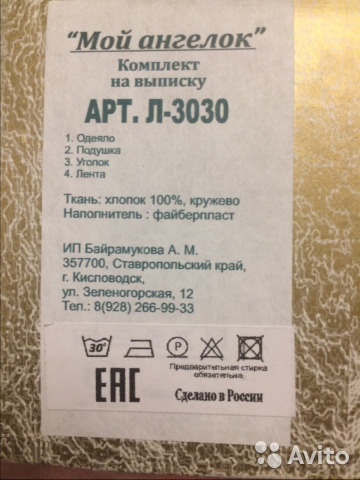 “Мой ангелок”
Комплект
на выписку
АРТ. Л-3030
1. Одеяло
2. Подушка
3. Уголок
4. Лента
Ткань: хлопок 100%, кружево
Наполнитель : файберпласт
ИП Байрамукова А. М.
357700, Ставропольский край,
г. Кисловодск,
ул. Зеленогорская, 12
Тел.: 8(928) 266-99-33
30°
P
Предварительная стирка
обязательна
EAC
Сделано в России
Avito